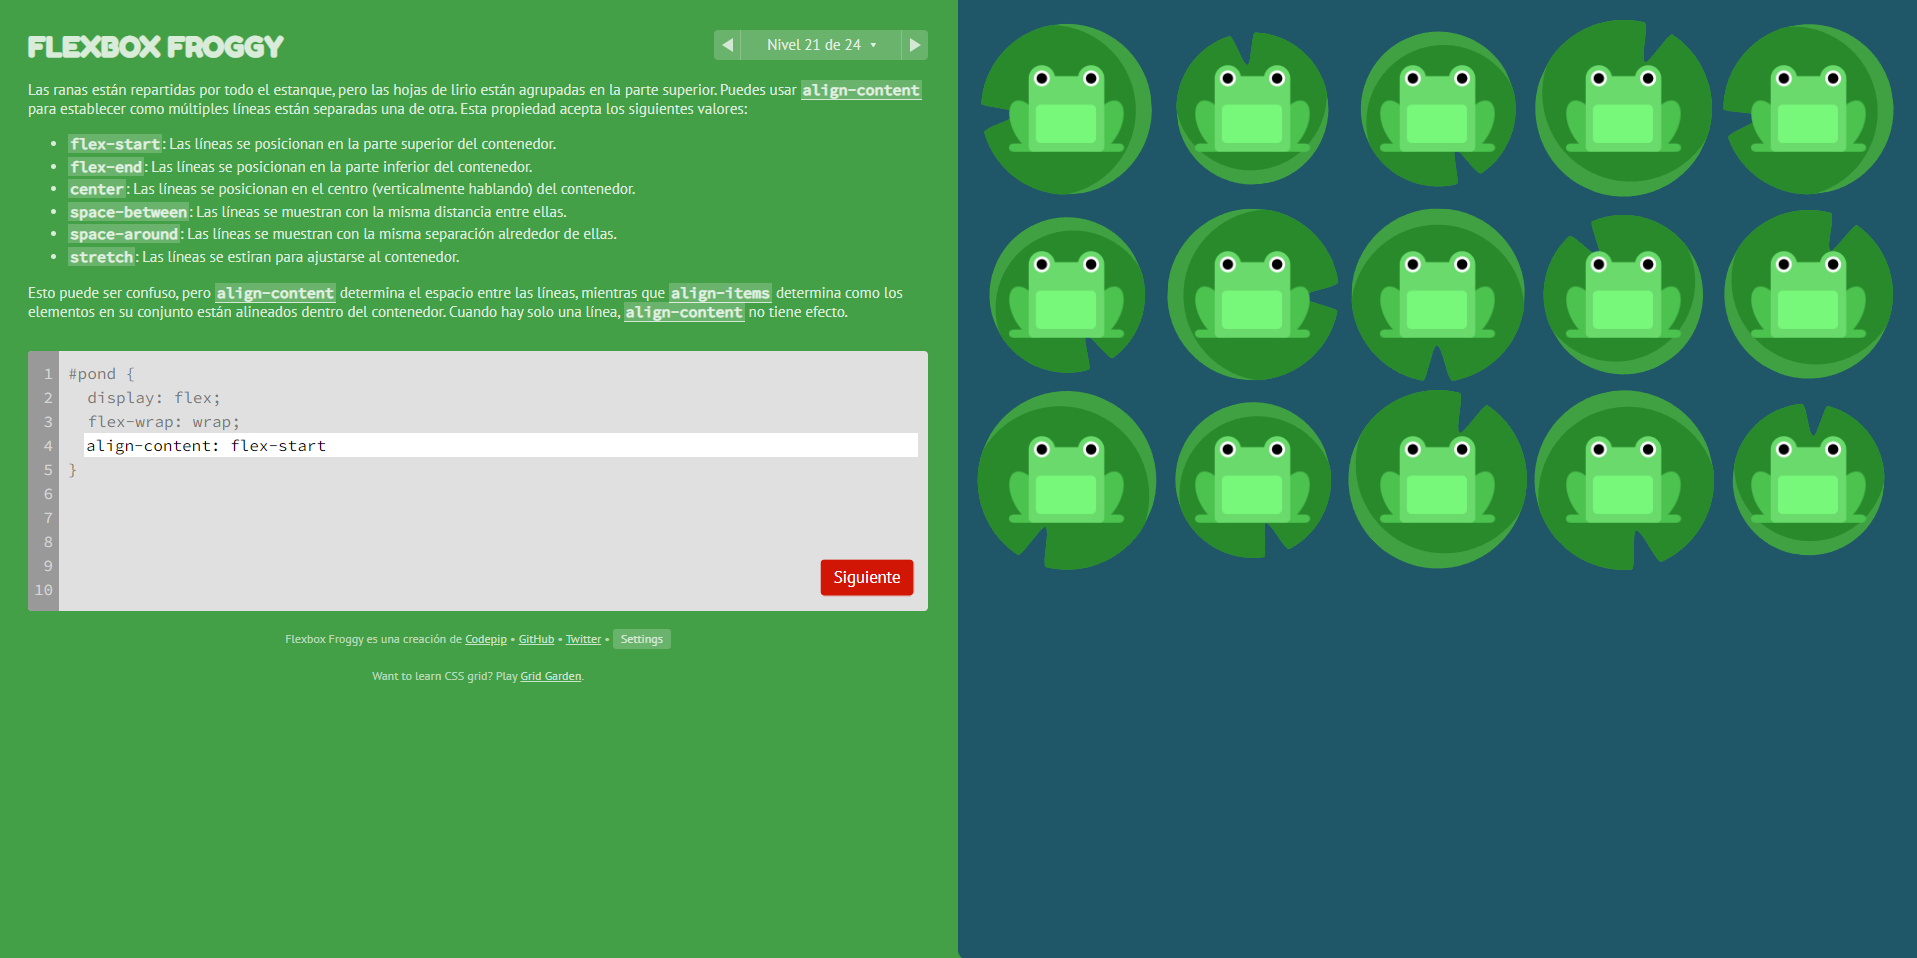 FLEXBOX FROGGY
Nivel 21 de 24 ▾
Las ranas están repartidas por todo el estanque, pero las hojas de lirio están agrupadas en la parte superior. Puedes usar align-content
para establecer como múltiples líneas están separadas una de otra. Esta propiedad acepta los siguientes valores:
• flex-start: Las líneas se posicionan en la parte superior del contenedor.
• flex-end: Las líneas se posicionan en la parte inferior del contenedor.
• center: Las líneas se posicionan en el centro (verticalmente hablando) del contenedor.
• space-between: Las líneas se muestran con la misma distancia entre ellas.
• space-around: Las líneas se muestran con la misma separación alrededor de ellas.
• stretch: Las líneas se estiran para ajustarse al contenedor.
Esto puede ser confuso, pero align-content determina el espacio entre las líneas, mientras que align-items determina como los
elementos en su conjunto están alineados dentro del contenedor. Cuando hay solo una línea, align-content no tiene efecto.
1 #pond {
2 display: flex;
3 flex-wrap: wrap;
4 align-content: flex-start
5 }
6
7
8
9
10
Siguiente
Flexbox Froggy es una creación de Codepip • GitHub • Twitter • Settings
Want to learn CSS grid? Play Grid Garden.